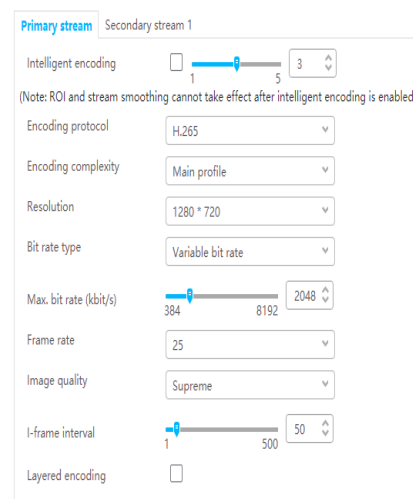 Primary stream Secondary stream 1
Intelligent encoding 3
1 5
(Note: ROI and stream smoothing cannot take effect after intelligent encoding is enabled
Encoding protocol H.265
Encoding complexity Main profile
Resolution 1280 * 720
Bit rate type Variable bit rate
Max. bit rate (kbit/s) 2048
384 8192
Frame rate 25
Image quality Supreme
I-frame interval 50
1 500
Layered encoding